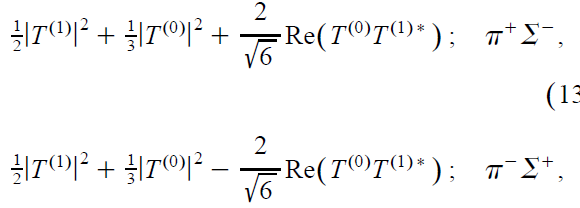 ½|T⁽¹⁾|² + ⅓|T⁽⁰⁾|² + 2/√6 Re(T⁽⁰⁾T⁽¹⁾*); π⁺Σ⁻,
(13
½|T⁽¹⁾|² + ⅓|T⁽⁰⁾|² − 2/√6 Re(T⁽⁰⁾T⁽¹⁾*); π⁻Σ⁺,